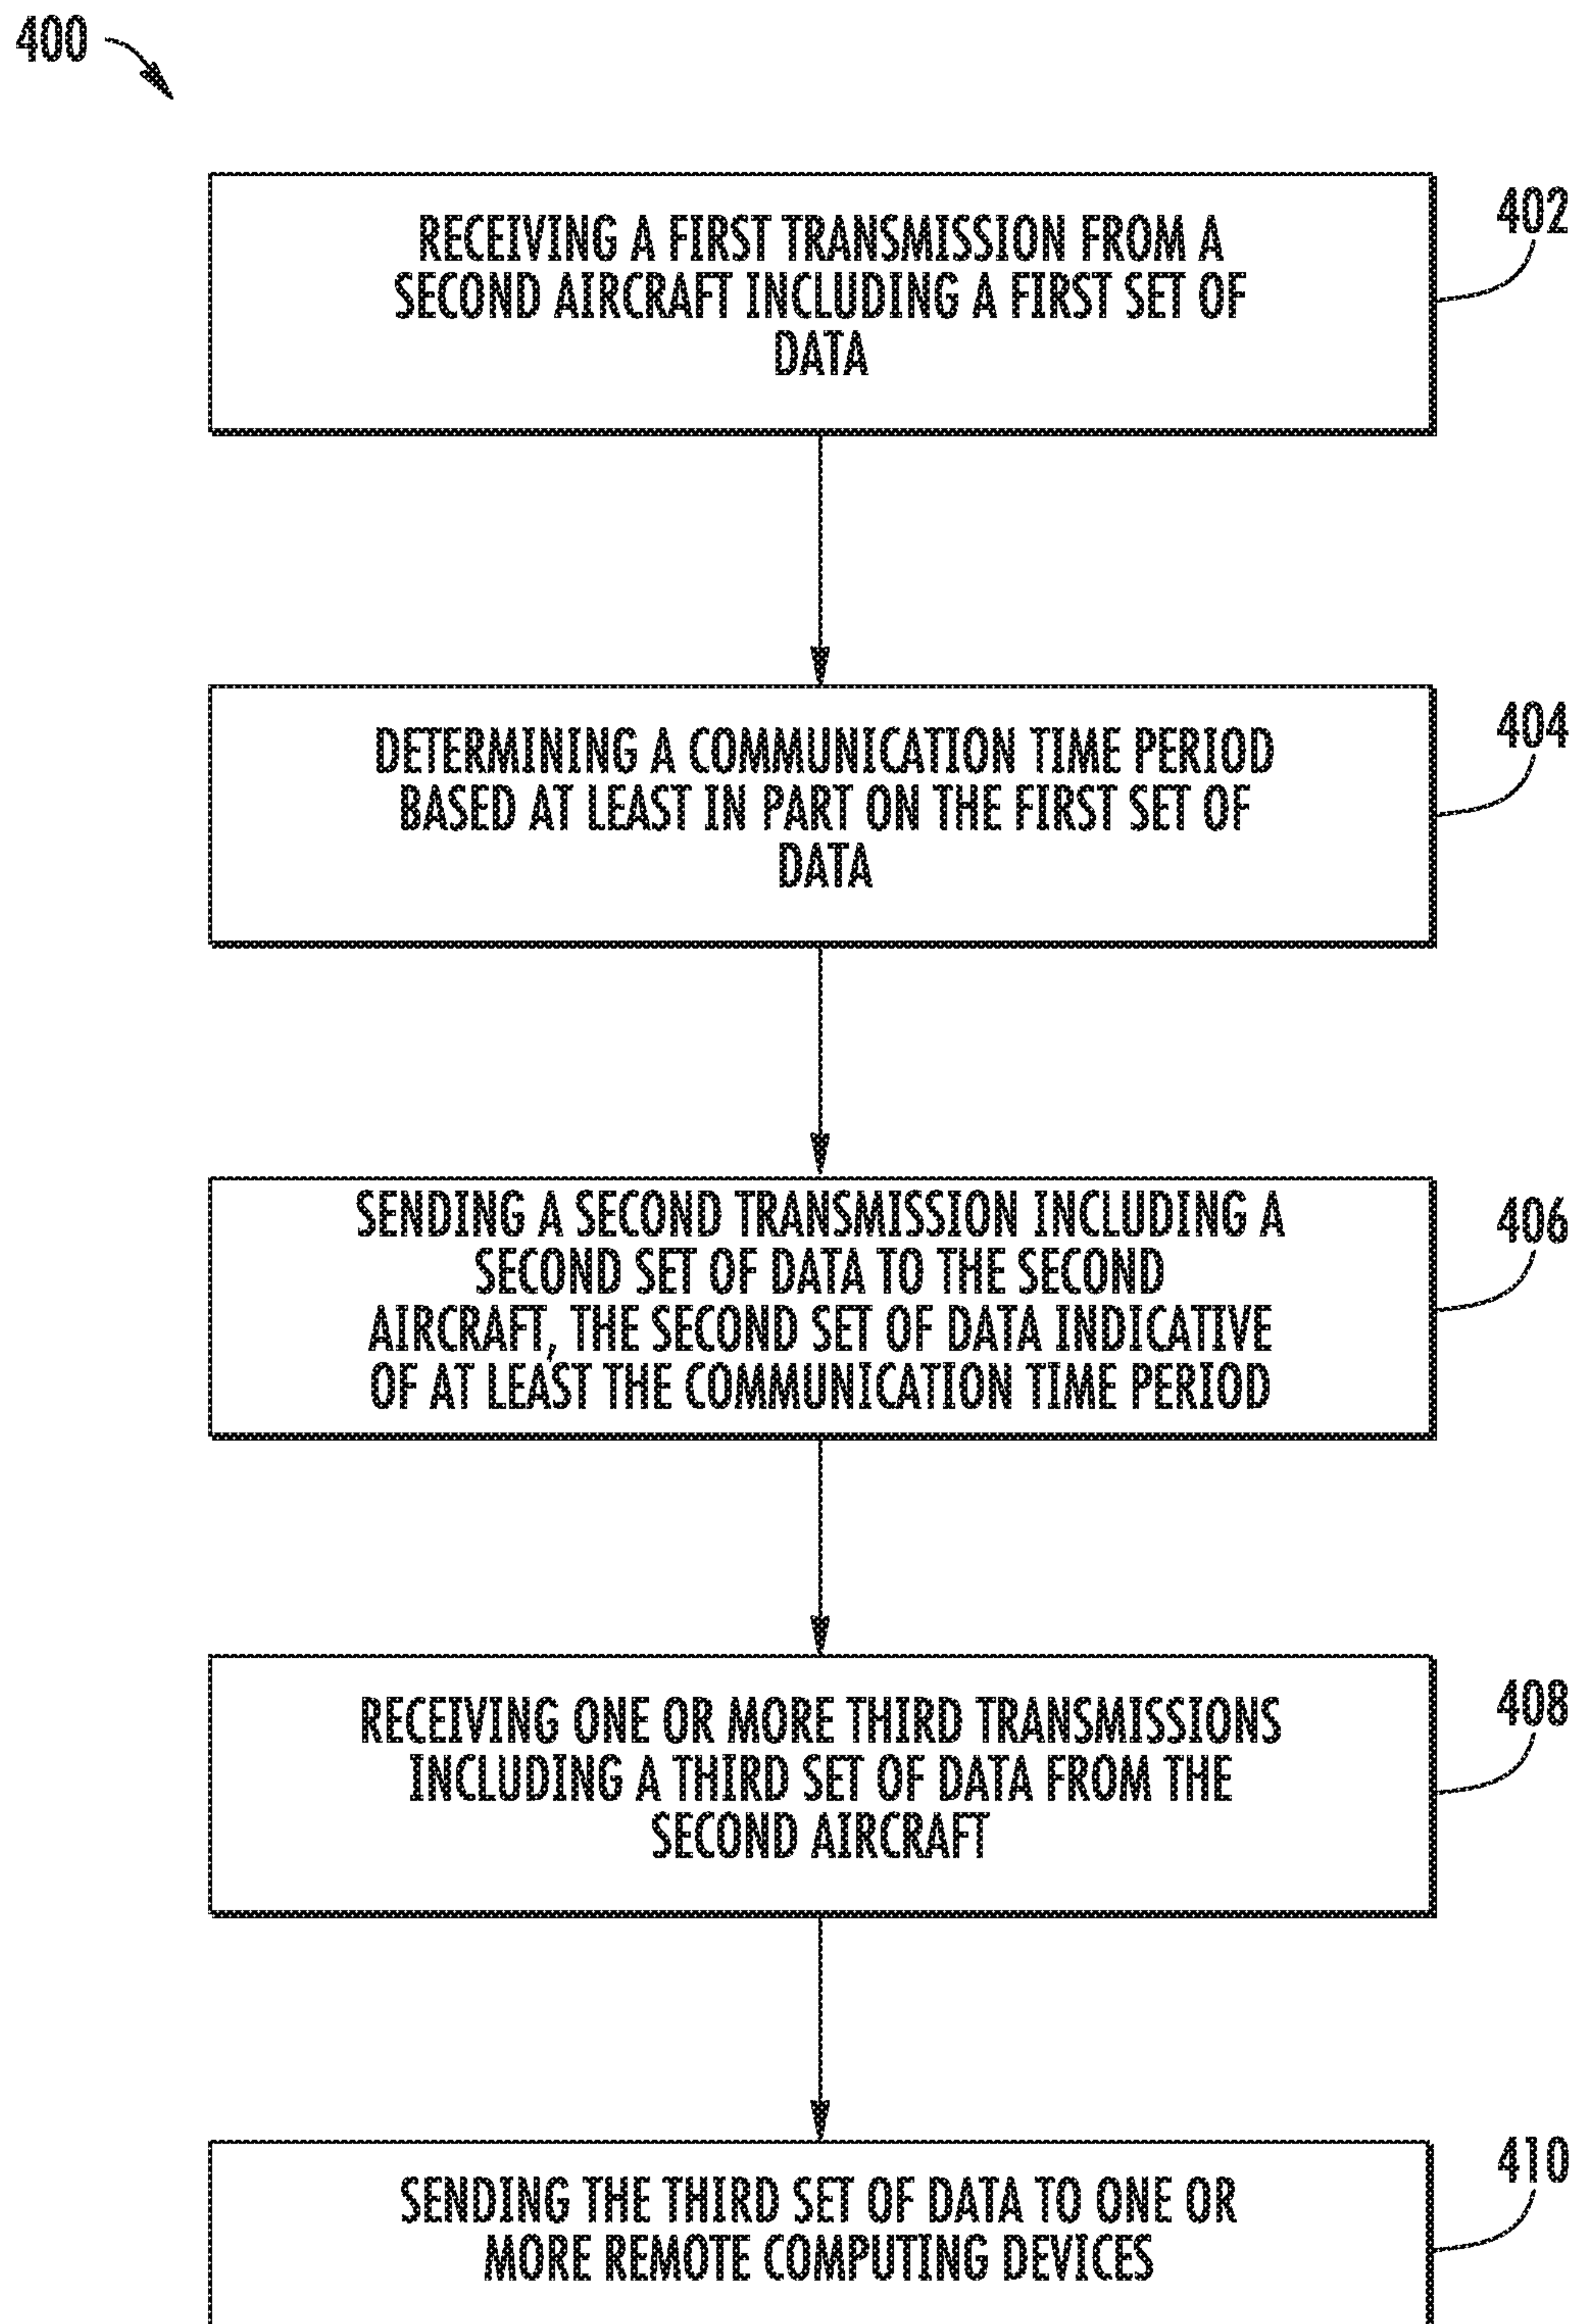 400
RECEIVING A FIRST TRANSMISSION FROM A
SECOND AIRCRAFT INCLUDING A FIRST SET OF
DATA
402
DETERMINING A COMMUNICATION TIME PERIOD
BASED AT LEAST IN PART ON THE FIRST SET OF
DATA
404
SENDING A SECOND TRANSMISSION INCLUDING A
SECOND SET OF DATA TO THE SECOND
AIRCRAFT, THE SECOND SET OF DATA INDICATIVE
OF AT LEAST THE COMMUNICATION TIME PERIOD
406
RECEIVING ONE OR MORE THIRD TRANSMISSIONS
INCLUDING A THIRD SET OF DATA FROM THE
SECOND AIRCRAFT
408
SENDING THE THIRD SET OF DATA TO ONE OR
MORE REMOTE COMPUTING DEVICES
410